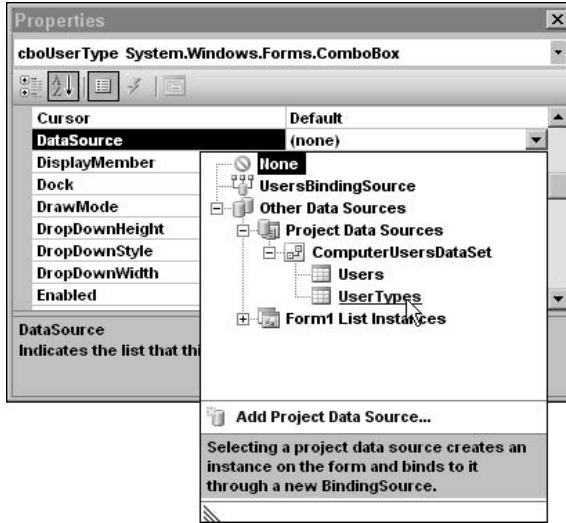 Properties
cboUserType System.Windows.Forms.ComboBox
Cursor Default
DataSource (none)
DisplayMember
Dock
DrawMode
DropDownHeight
DropDownStyle
DropDownWidth
Enabled
None
UsersBindingSource
Other Data Sources
Project Data Sources
ComputerUsersDataSet
Users
UserTypes
Form1 List Instances
Add Project Data Source...
Selecting a project data source creates an
instance on the form and binds to it
through a new BindingSource.
DataSource
Indicates the list that thi